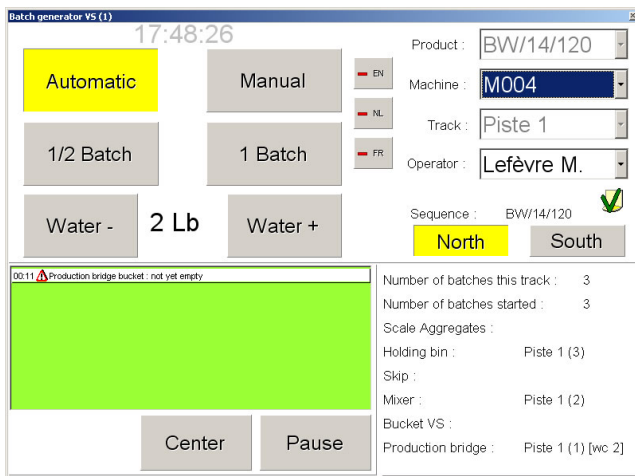 Batch generator VS (1)
17:48:26
Product : BW/14/120
Automatic Manual EN Machine : M004
NL Track : Piste 1
1/2 Batch 1 Batch FR Operator : Lefèvre M.
Water - 2 Lb Water + Sequence : BW/14/120
North South
00:11 Production bridge bucket : not yet empty
Number of batches this track : 3
Number of batches started : 3
Scale Aggregates :
Holding bin : Piste 1 (3)
Skip :
Mixer : Piste 1 (2)
Bucket VS :
Production bridge : Piste 1 (1) [wc 2]
Center Pause